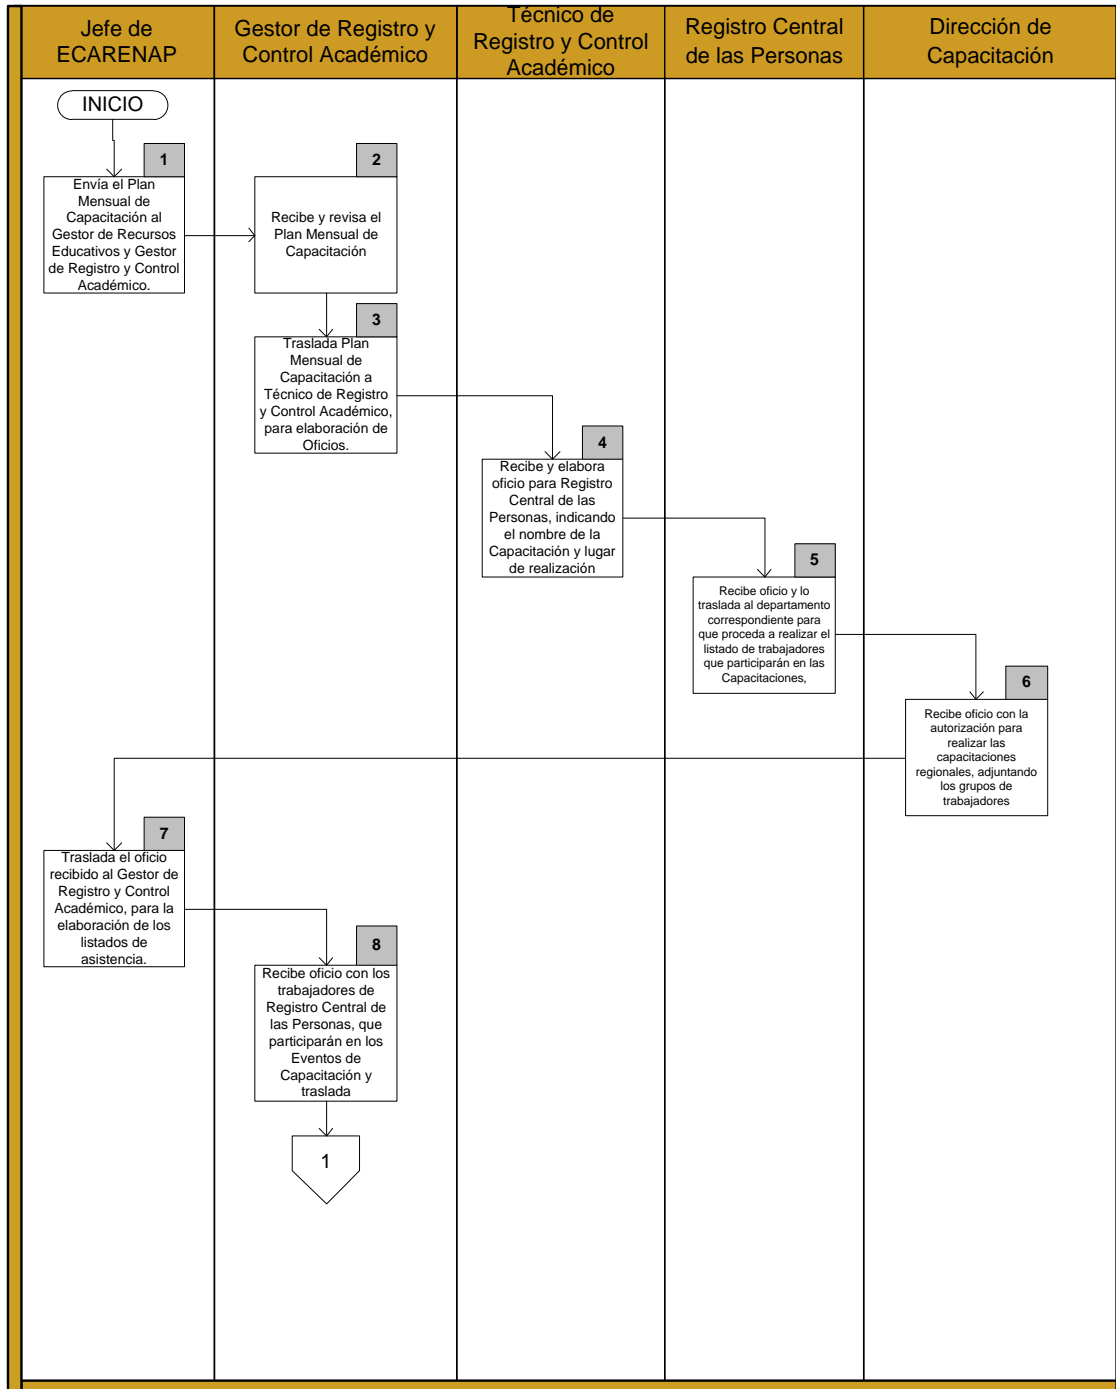 Jefe de
ECARENAP
Gestor de Registro y
Control Académico
Técnico de
Registro y Control
Académico
Registro Central
de las Personas
Dirección de
Capacitación
INICIO
1
Envía el Plan
Mensual de
Capacitación al
Gestor de Recursos
Educativos y Gestor
de Registro y Control
Académico.
2
Recibe y revisa el
Plan Mensual de
Capacitación
3
Traslada Plan
Mensual de
Capacitación a
Técnico de Registro
y Control Académico,
para elaboración de
Oficios.
4
Recibe y elabora
oficio para Registro
Central de las
Personas, indicando
el nombre de la
Capacitación y lugar
de realización
5
Recibe oficio y lo
traslada al departamento
correspondiente para
que proceda a realizar el
listado de trabajadores
que participarán en las
Capacitaciones,
6
Recibe oficio con la
autorización para
realizar las
capacitaciones
regionales, adjuntando
los grupos de
trabajadores
7
Traslada el oficio
recibido al Gestor de
Registro y Control
Académico, para la
elaboración de los
listados de
asistencia.
8
Recibe oficio con los
trabajadores de
Registro Central de
las Personas, que
participarán en los
Eventos de
Capacitación y
traslada
1